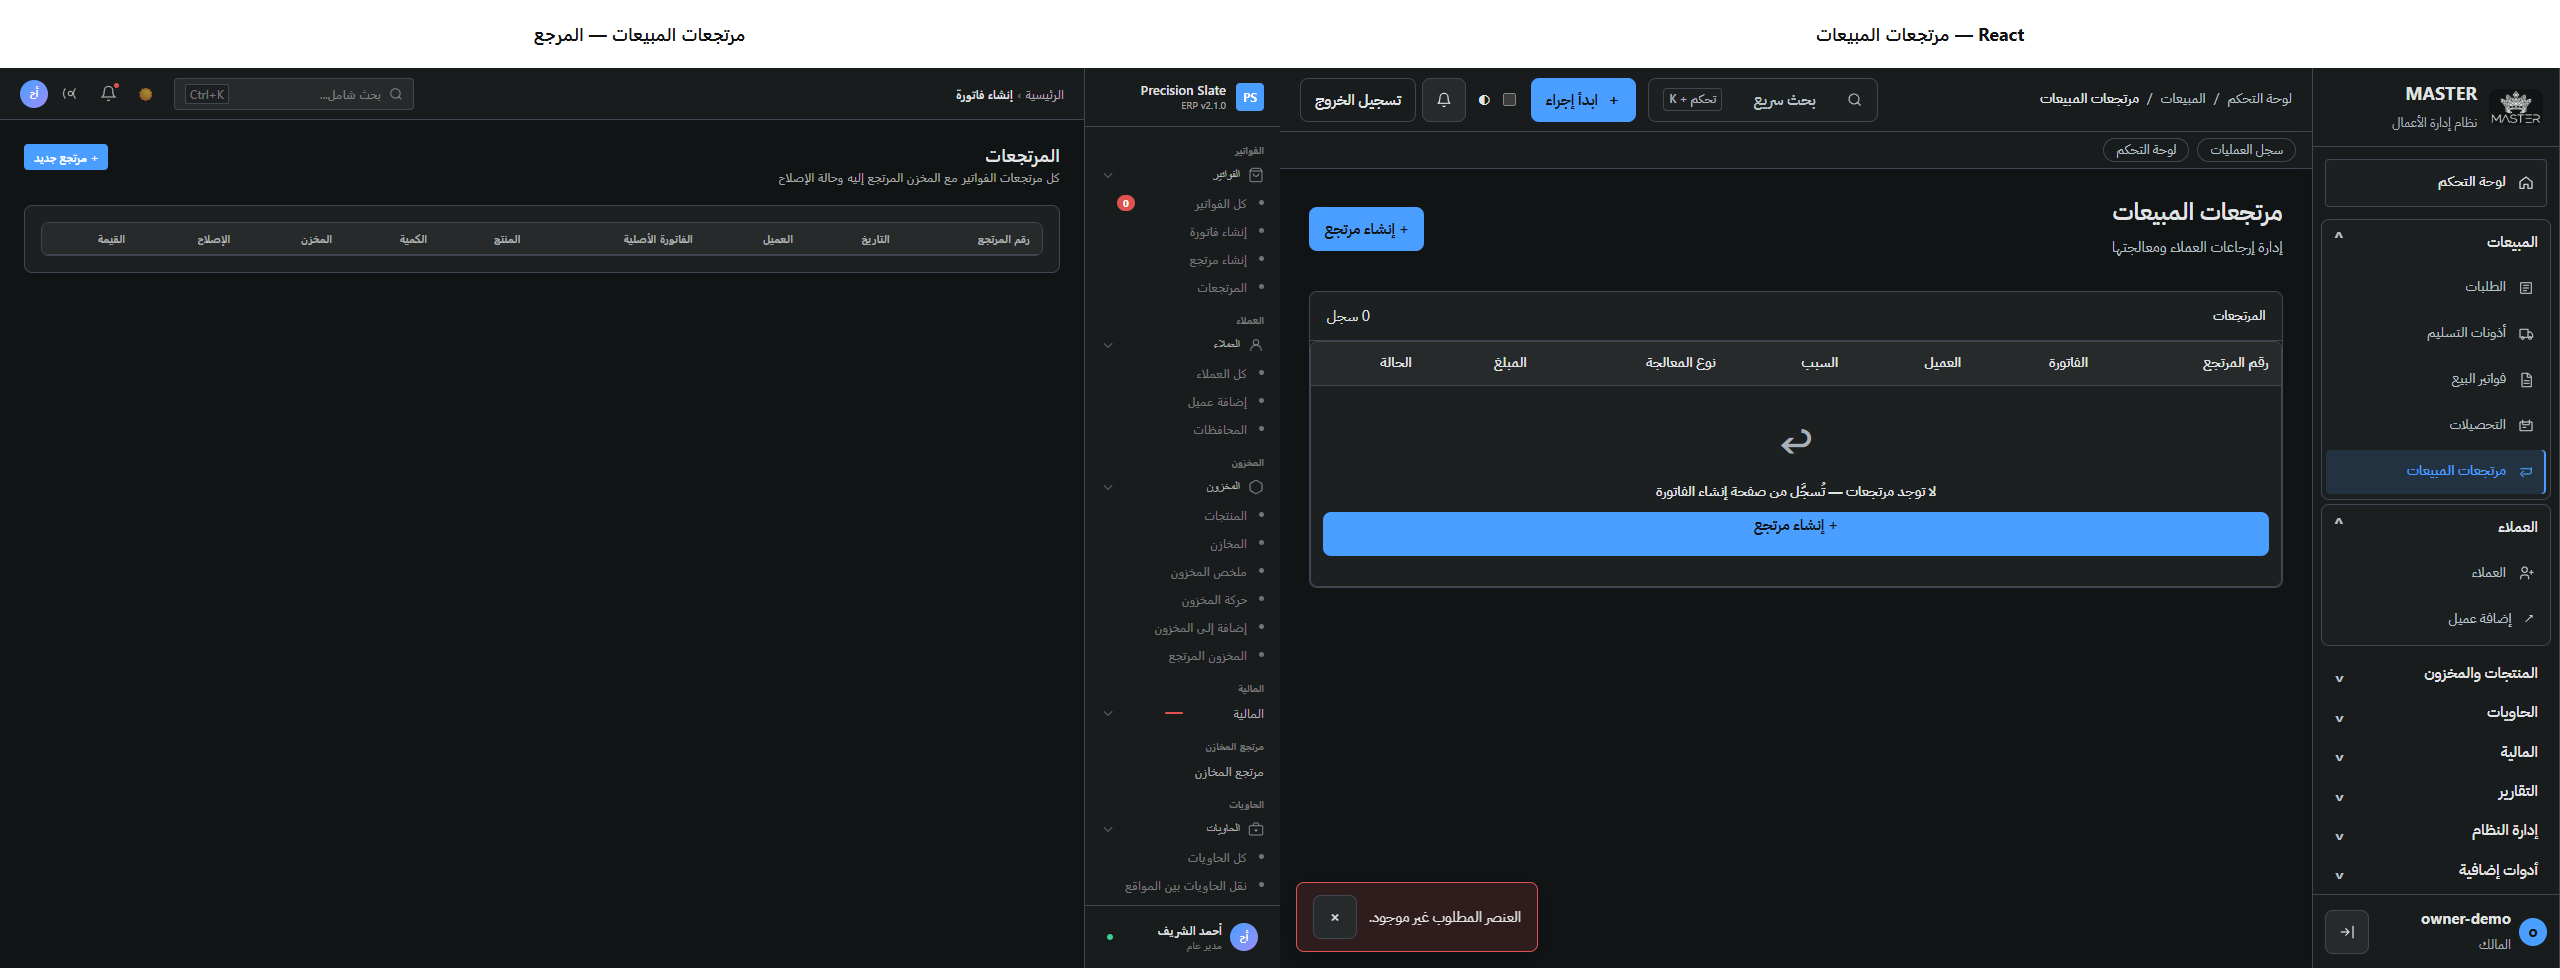 React — مرتجعات المبيعات
MASTER
نظام إدارة الأعمال
MASTER
لوحة التحكم
المبيعات
الطلبات
أذونات التسليم
فواتير البيع
التحصيلات
مرتجعات المبيعات
العملاء
العملاء
إضافة عميل
المنتجات والمخزون
الحاويات
المالية
التقارير
إدارة النظام
أدوات إضافية
owner-demo
المالك
o
لوحة التحكم / المبيعات / مرتجعات المبيعات
بحث سريع
تحكم + K
+ ابدأ إجراء
تسجيل الخروج
سجل العمليات
لوحة التحكم
مرتجعات المبيعات
إدارة إرجاعات العملاء ومعالجتها
+ إنشاء مرتجع
المرتجعات
0 سجل
رقم المرتجع الفاتورة العميل السبب نوع المعالجة المبلغ الحالة
لا توجد مرتجعات — تُسجَّل من صفحة إنشاء الفاتورة
+ إنشاء مرتجع
العنصر المطلوب غير موجود.
×
مرتجعات المبيعات — المرجع
PS
Precision Slate
ERP v2.1.0
الفواتير
الفواتير
كل الفواتير
0
إنشاء فاتورة
إنشاء مرتجع
المرتجعات
العملاء
العملاء
كل العملاء
إضافة عميل
المحافظات
المخزون
المخزون
المنتجات
المخازن
ملخص المخزون
حركة المخزون
إضافة إلى المخزون
المخزون المرتجع
المالية
المالية
مرتجع المخازن
مرتجع المخازن
الحاويات
الحاويات
كل الحاويات
نقل الحاويات بين المواقع
أح
أحمد الشريف
مدير عام
الرئيسية › إنشاء فاتورة
بحث شامل...
Ctrl+K
أح
المرتجعات
كل مرتجعات الفواتير مع المخزن المرتجع إليه وحالة الإصلاح
+ مرتجع جديد
رقم المرتجع التاريخ العميل الفاتورة الأصلية المنتج الكمية المخزن الإصلاح القيمة